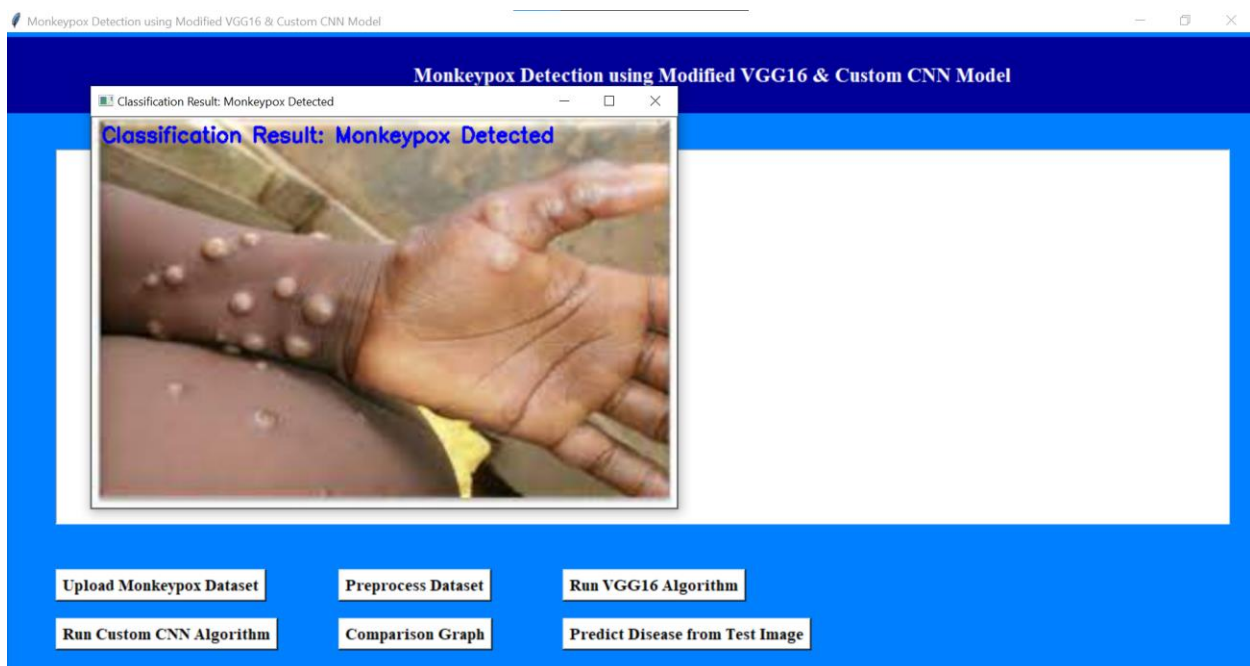 Monkeypox Detection using Modified VGG16 & Custom CNN Model
Monkeypox Detection using Modified VGG16 & Custom CNN Model
Classification Result: Monkeypox Detected
Classification Result: Monkeypox Detected
Upload Monkeypox Dataset
Preprocess Dataset
Run VGG16 Algorithm
Run Custom CNN Algorithm
Comparison Graph
Predict Disease from Test Image